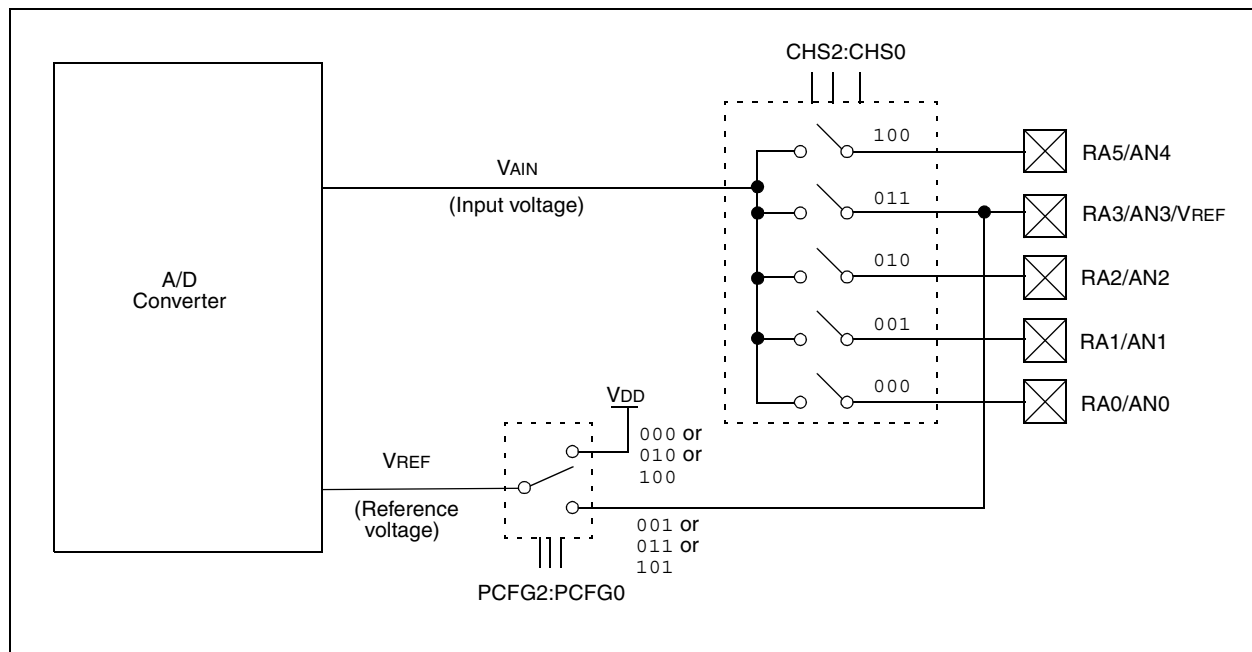 CHS2:CHS0
100
RA5/AN4
VAIN
(Input voltage)
011
RA3/AN3/VREF
A/D
Converter
010
RA2/AN2
001
RA1/AN1
000
RA0/AN0
VDD
000 or
010 or
100
VREF
(Reference
voltage)
001 or
011 or
101
PCFG2:PCFG0